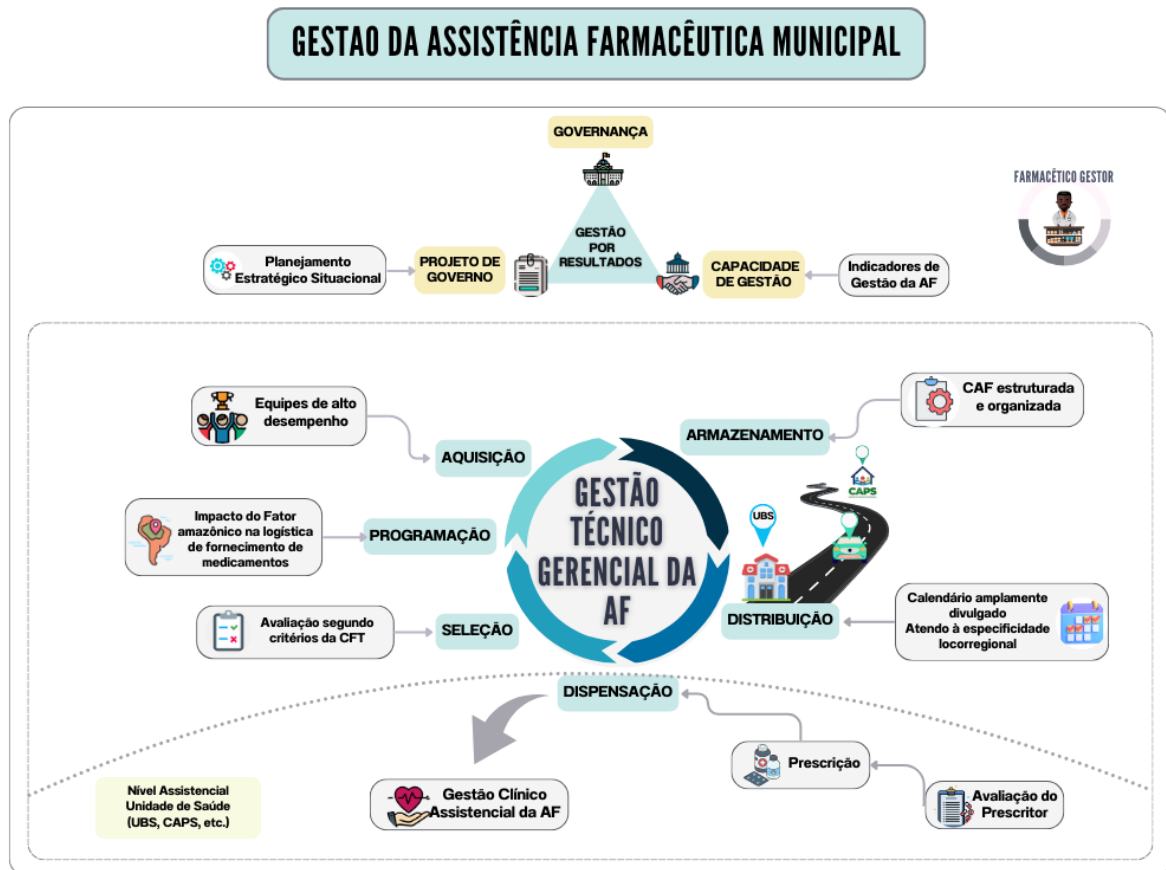 GESTAO DA ASSISTÊNCIA FARMACÊUTICA MUNICIPAL
GOVERNANÇA
FARMACÊTICO GESTOR
GESTÃO
POR
RESULTADOS
Planejamento
Estratégico Situacional
PROJETO DE
GOVERNO
CAPACIDADE
DE GESTÃO
Indicadores de
Gestão da AF
Equipes de alto
desempenho
CAF estruturada
e organizada
AQUISIÇÃO
ARMAZENAMENTO
CAPS
GESTÃO
TÉCNICO
GERENCIAL DA
AF
UBS
Impacto do Fator
amazônico na logística
de fornecimento de
medicamentos
PROGRAMAÇÃO
Avaliação segundo
critérios da CFT
SELEÇÃO
DISTRIBUIÇÃO
Calendário amplamente
divulgado
Atendo à especificidade
locorregional
DISPENSAÇÃO
Prescrição
Nível Assistencial
Unidade de Saúde
(UBS, CAPS, etc.)
Gestão Clínico
Assistencial da AF
Avaliação do
Prescritor